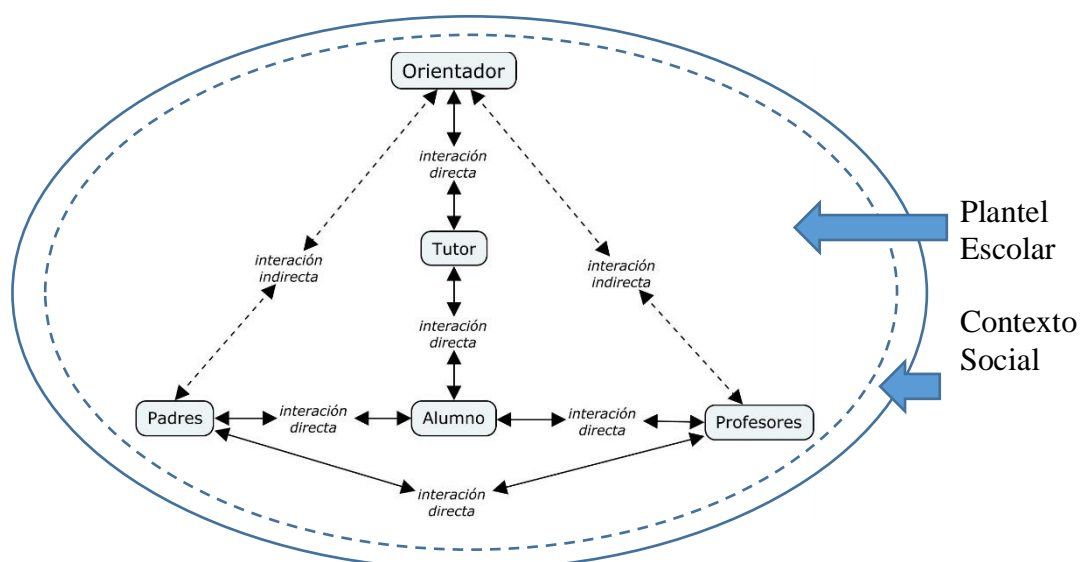 Orientador
interación
directa
Tutor
interación
indirecta
interación
indirecta
interación
directa
Padres
interación
directa
Alumno
interación
directa
Profesores
interación
directa
Plantel
Escolar
Contexto
Social